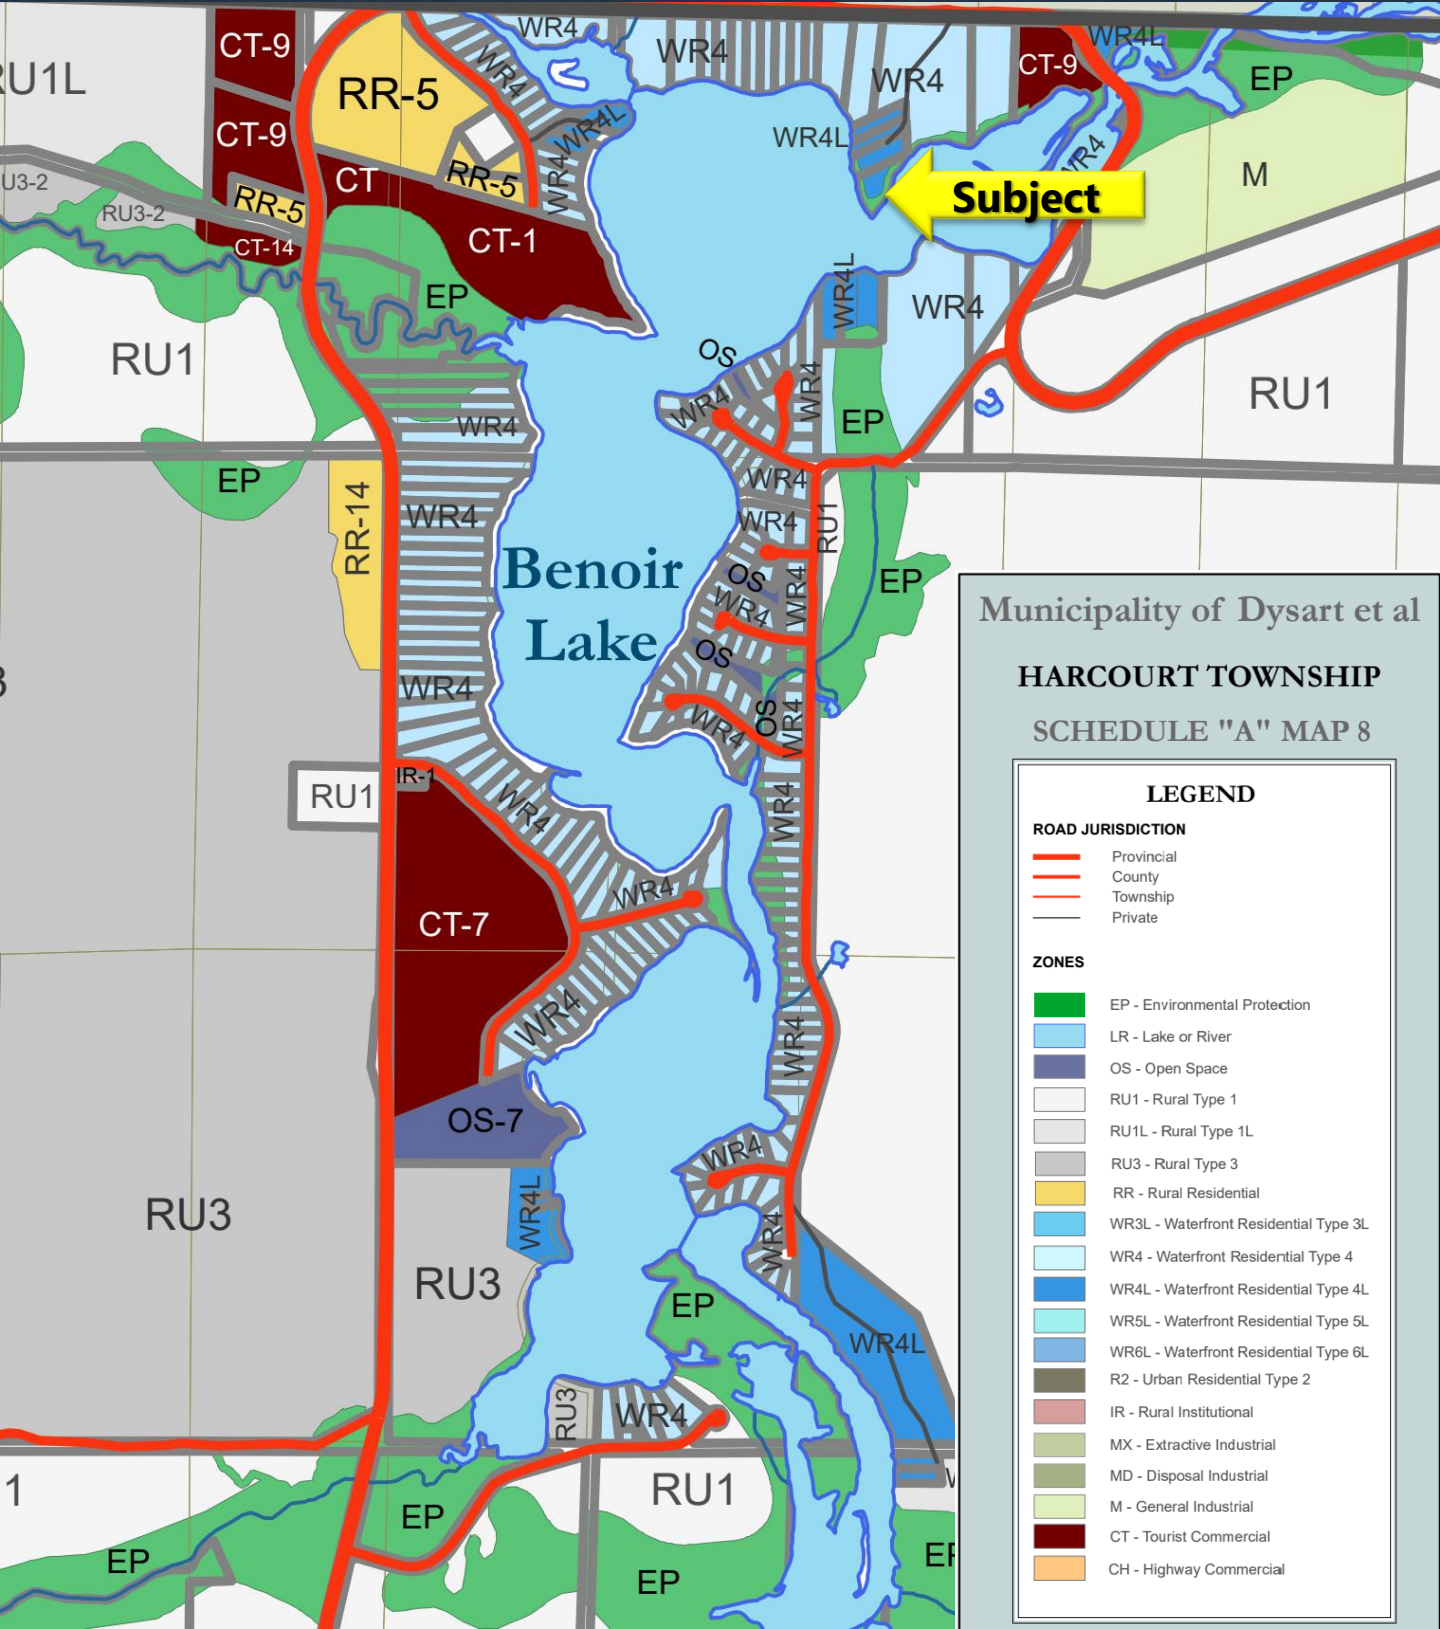 WR4
CT-9
WR4
WR4L
RU1L
WR4
WR4
CT-9
EP
RR-5
CT-9
WR4L
WR4L
WR4
WR4
M
U3-2
CT
RR-5
Subject
RR-5
RU3-2
CT-14
CT-1
EP
WR4L
WR4
RU1
OS
WR4
WR4
RU1
WR4
EP
EP
WR4
RR-14
WR4
WR4
RU1
Benoir
Lake
OS
WR4
WR4
EP
OS
WR4
OS
WR4
WR4
RU1
IR-1
WR4
WR4
WR4
CT-7
WR4
WR4
OS-7
WR4
WR4
RU3
WR4L
RU3
EP
WR4L
RU3
WR4
1
RU1
EP
EP
EP
Municipality of Dysart et al
HARCOURT TOWNSHIP
SCHEDULE "A" MAP 8
LEGEND
ROAD JURISDICTION
Provincial
County
Township
Private
ZONES
EP - Environmental Protection
LR - Lake or River
OS - Open Space
RU1 - Rural Type 1
RU1L - Rural Type 1L
RU3 - Rural Type 3
RR - Rural Residential
WR3L - Waterfront Residential Type 3L
WR4 - Waterfront Residential Type 4
WR4L - Waterfront Residential Type 4L
WR5L - Waterfront Residential Type 5L
WR6L - Waterfront Residential Type 6L
R2 - Urban Residential Type 2
IR - Rural Institutional
MX - Extractive Industrial
MD - Disposal Industrial
M - General Industrial
CT - Tourist Commercial
CH - Highway Commercial